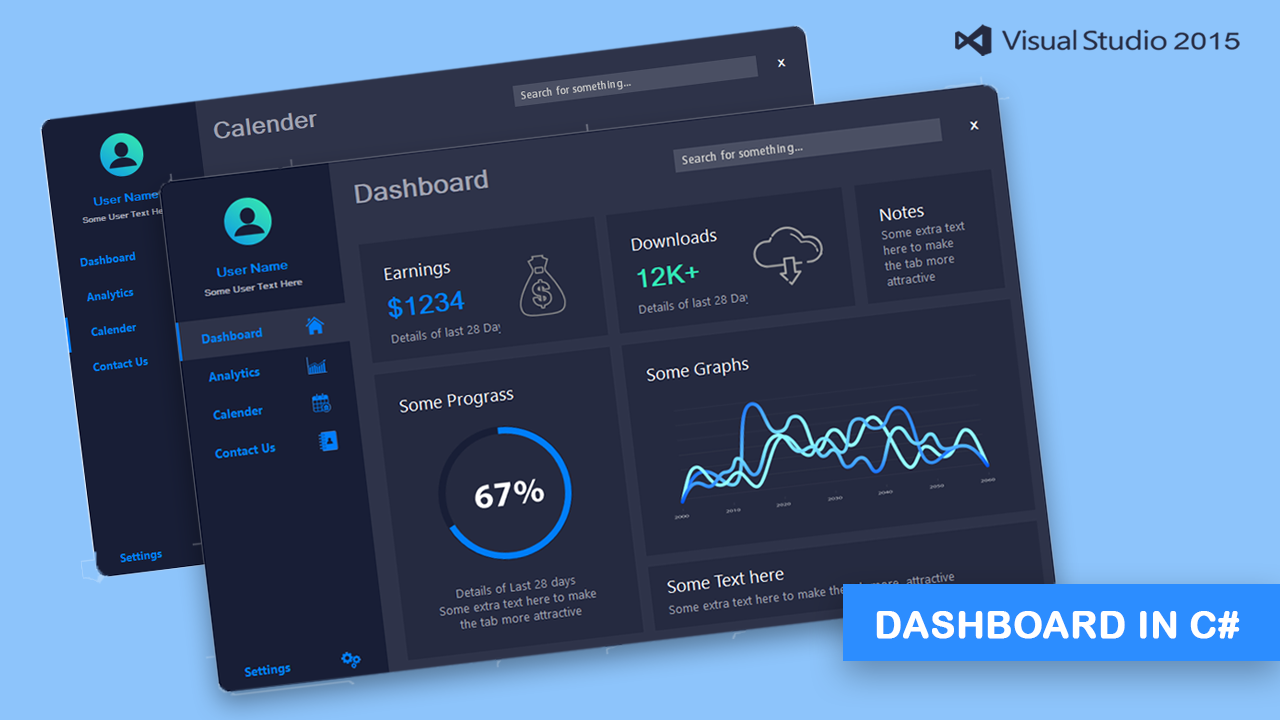 Visual Studio 2015
Calender
Search for something...
x
User Name
Some User Text He
Dashboard
Analytics
Calender
Contact Us
Settings
Dashboard
Search for something...
x
User Name
Some User Text Here
Dashboard
Analytics
Calender
Contact Us
Settings
Earnings
$1234
Details of last 28 Day
Downloads
12K+
Details of last 28 Da
Notes
Some extra text
here to make
the tab more
attractive
Some Prograss
67%
Details of Last 28 days
Some extra text here to make
the tab more attractive
Some Graphs
2000 2010 2020 2030 2040 2050 2060
Some Text here
Some extra text here to make the more attractive
DASHBOARD IN C#